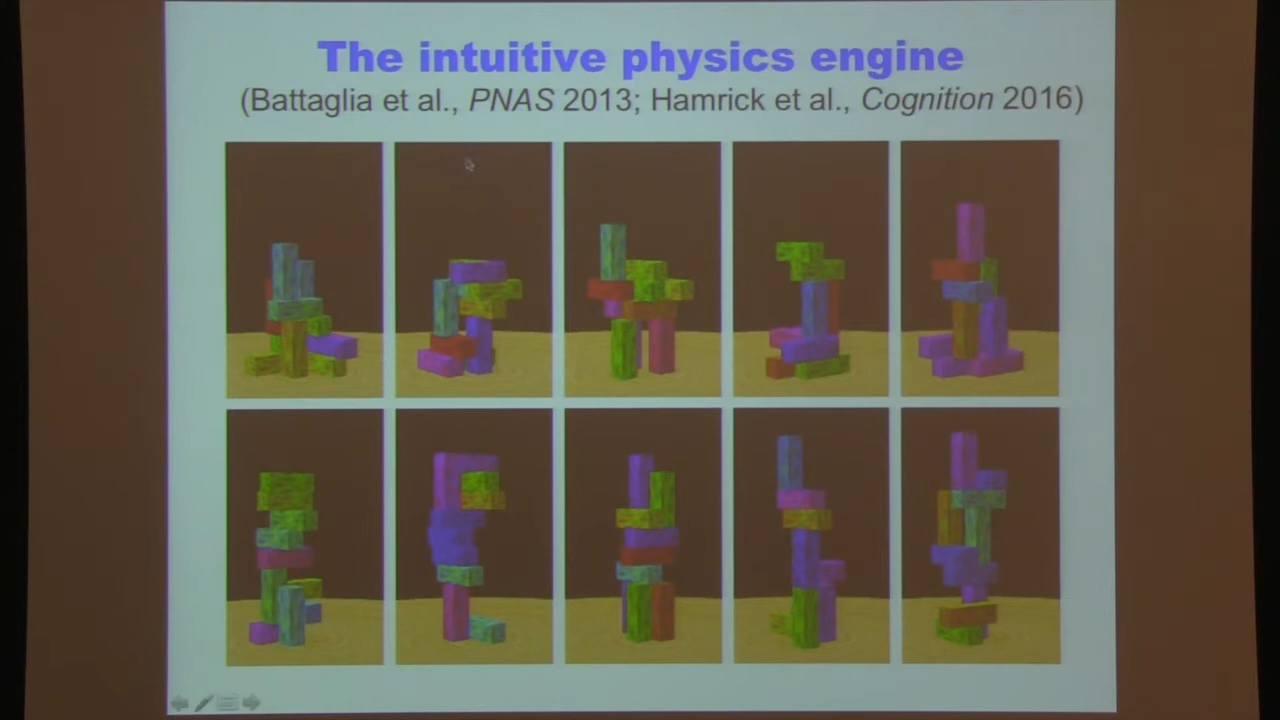 The intuitive physics engine
(Battaglia et al., PNAS 2013; Hamrick et al., Cognition 2016)